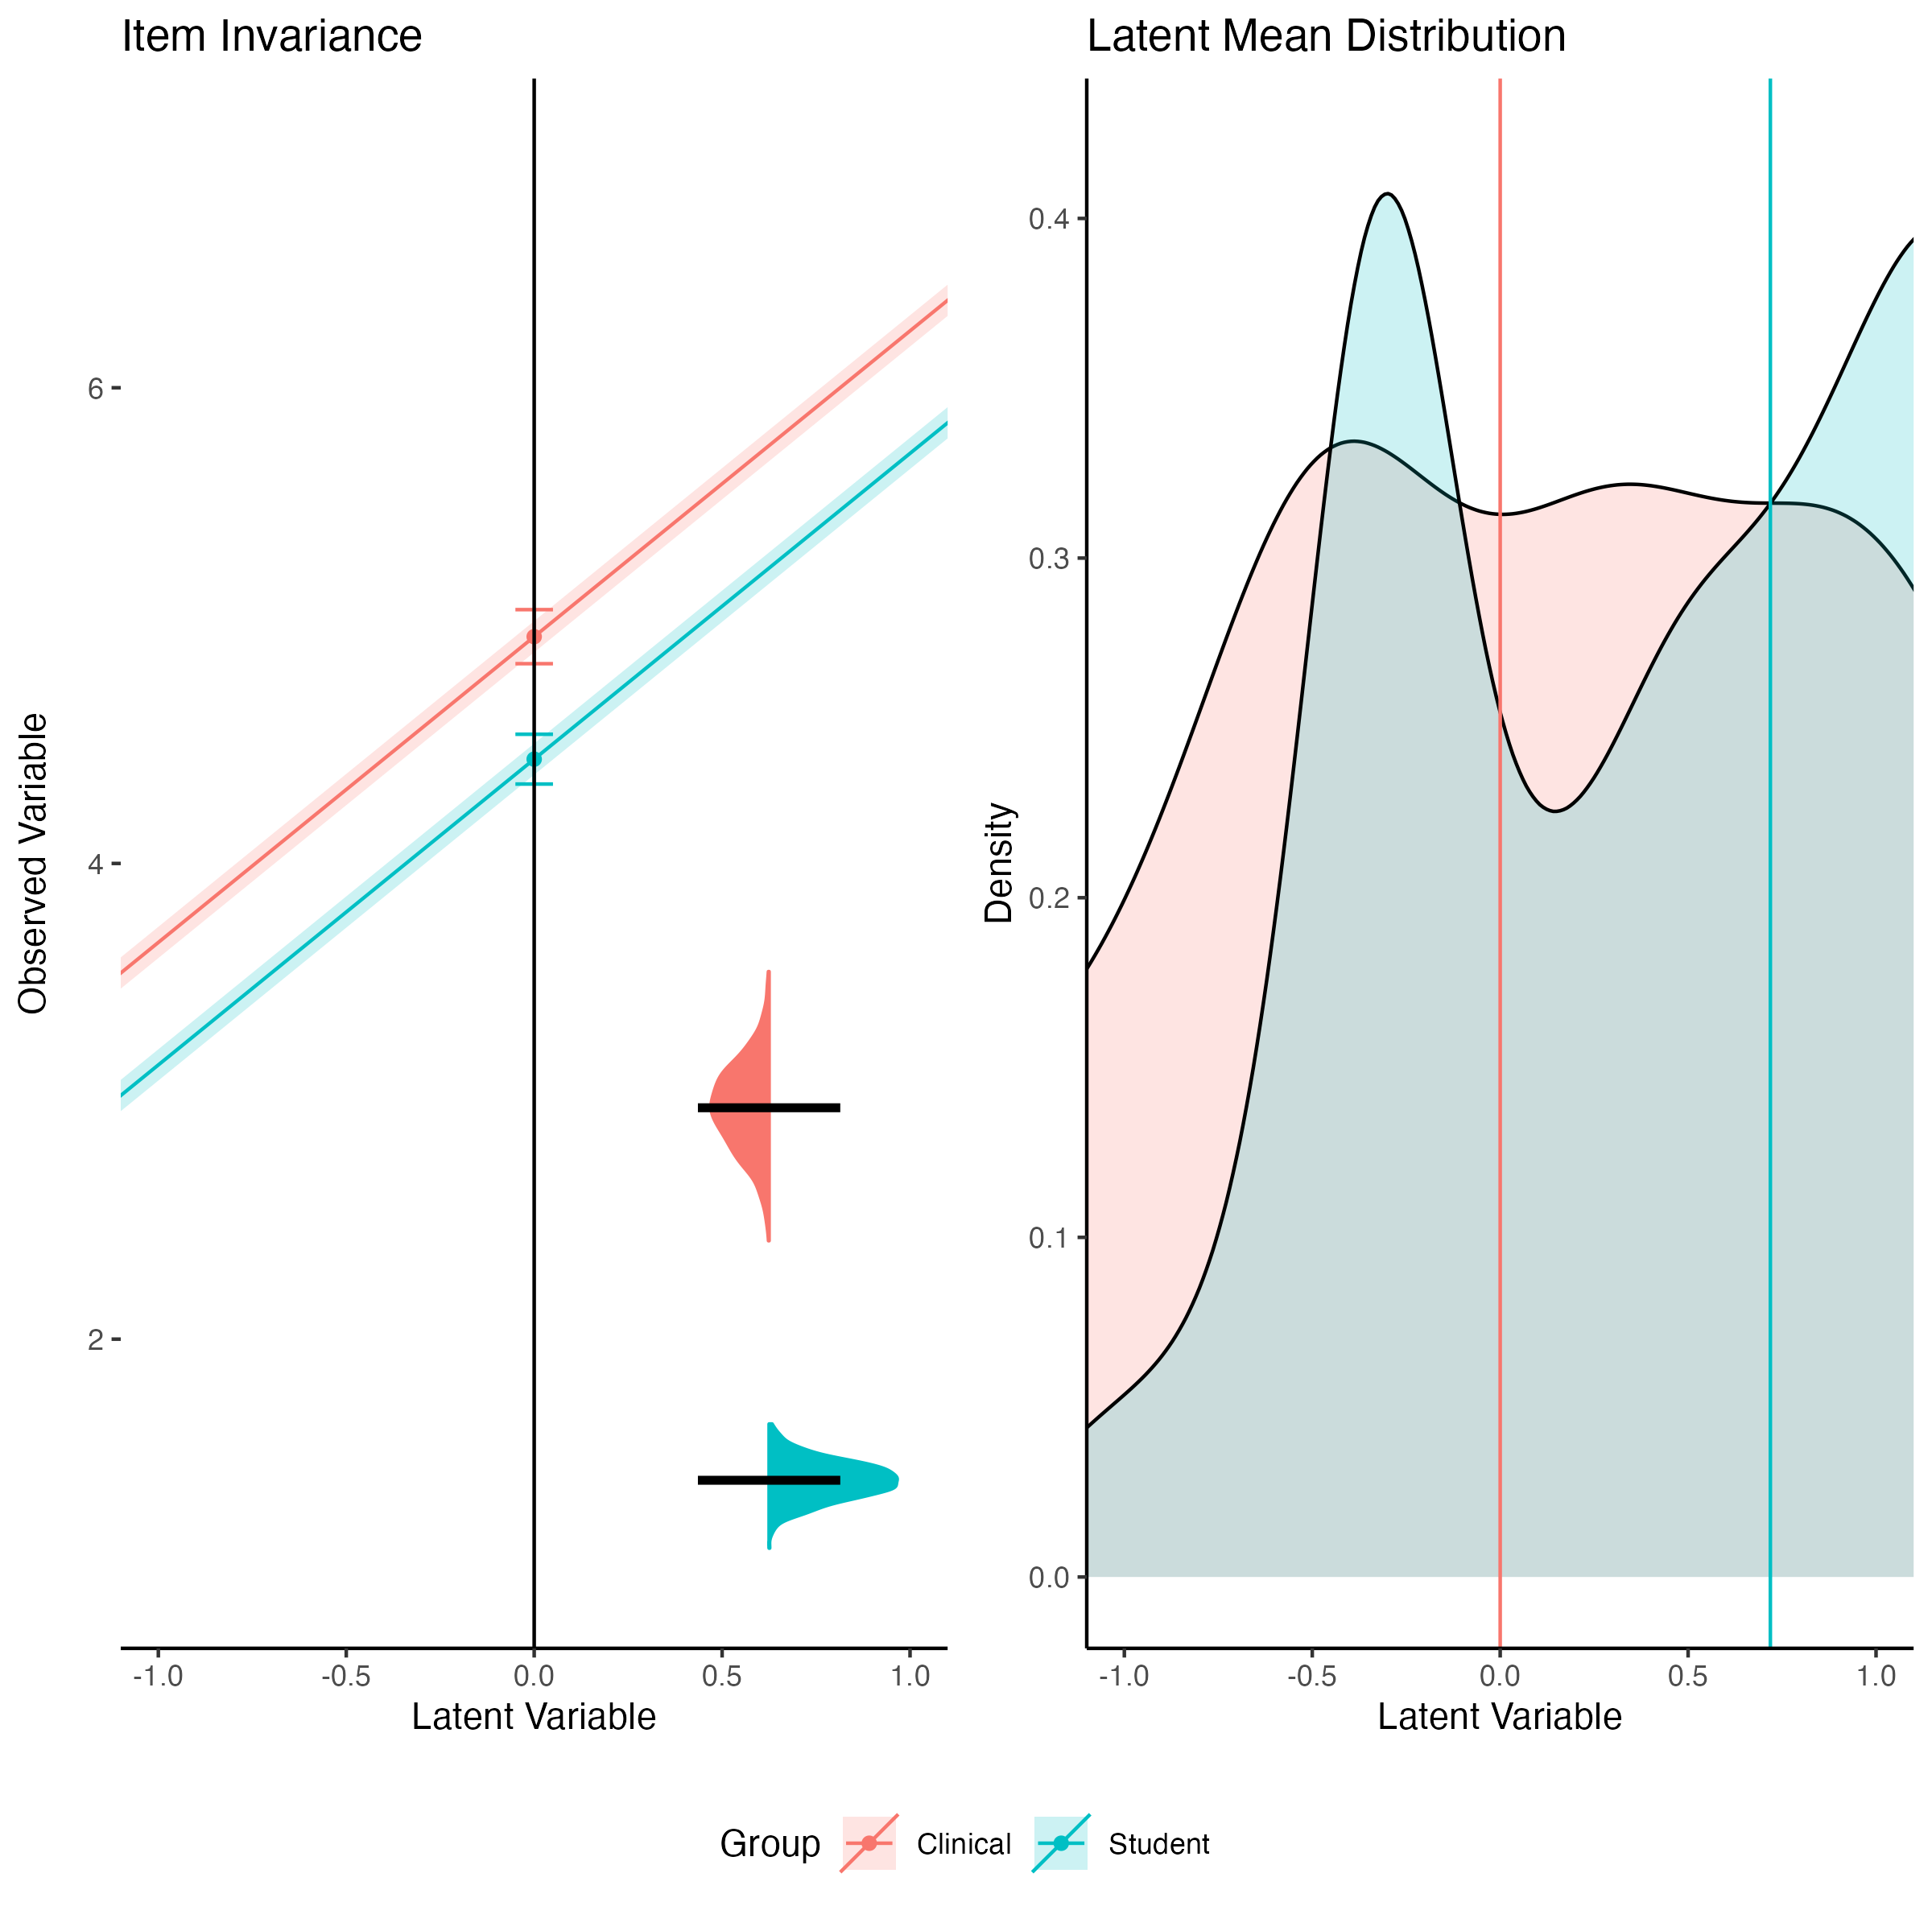 Item Invariance
Observed Variable
6
4
2
-1.0 -0.5 0.0 0.5 1.0
Latent Variable
Latent Mean Distribution
Density
0.4
0.3
0.2
0.1
0.0
-1.0 -0.5 0.0 0.5 1.0
Latent Variable
Group Clinical Student